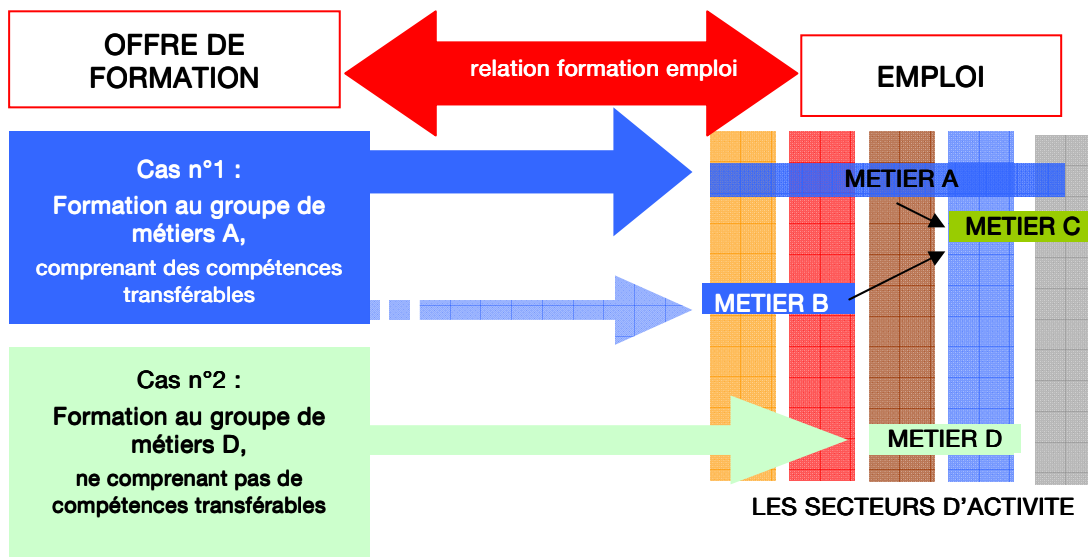 OFFRE DE
FORMATION
relation formation emploi
EMPLOI
Cas n°1 :
Formation au groupe de
métiers A,
comprenant des compétences
transférables
METIER A
METIER C
METIER B
Cas n°2 :
Formation au groupe de
métiers D,
ne comprenant pas de
compétences transférables
METIER D
LES SECTEURS D'ACTIVITE